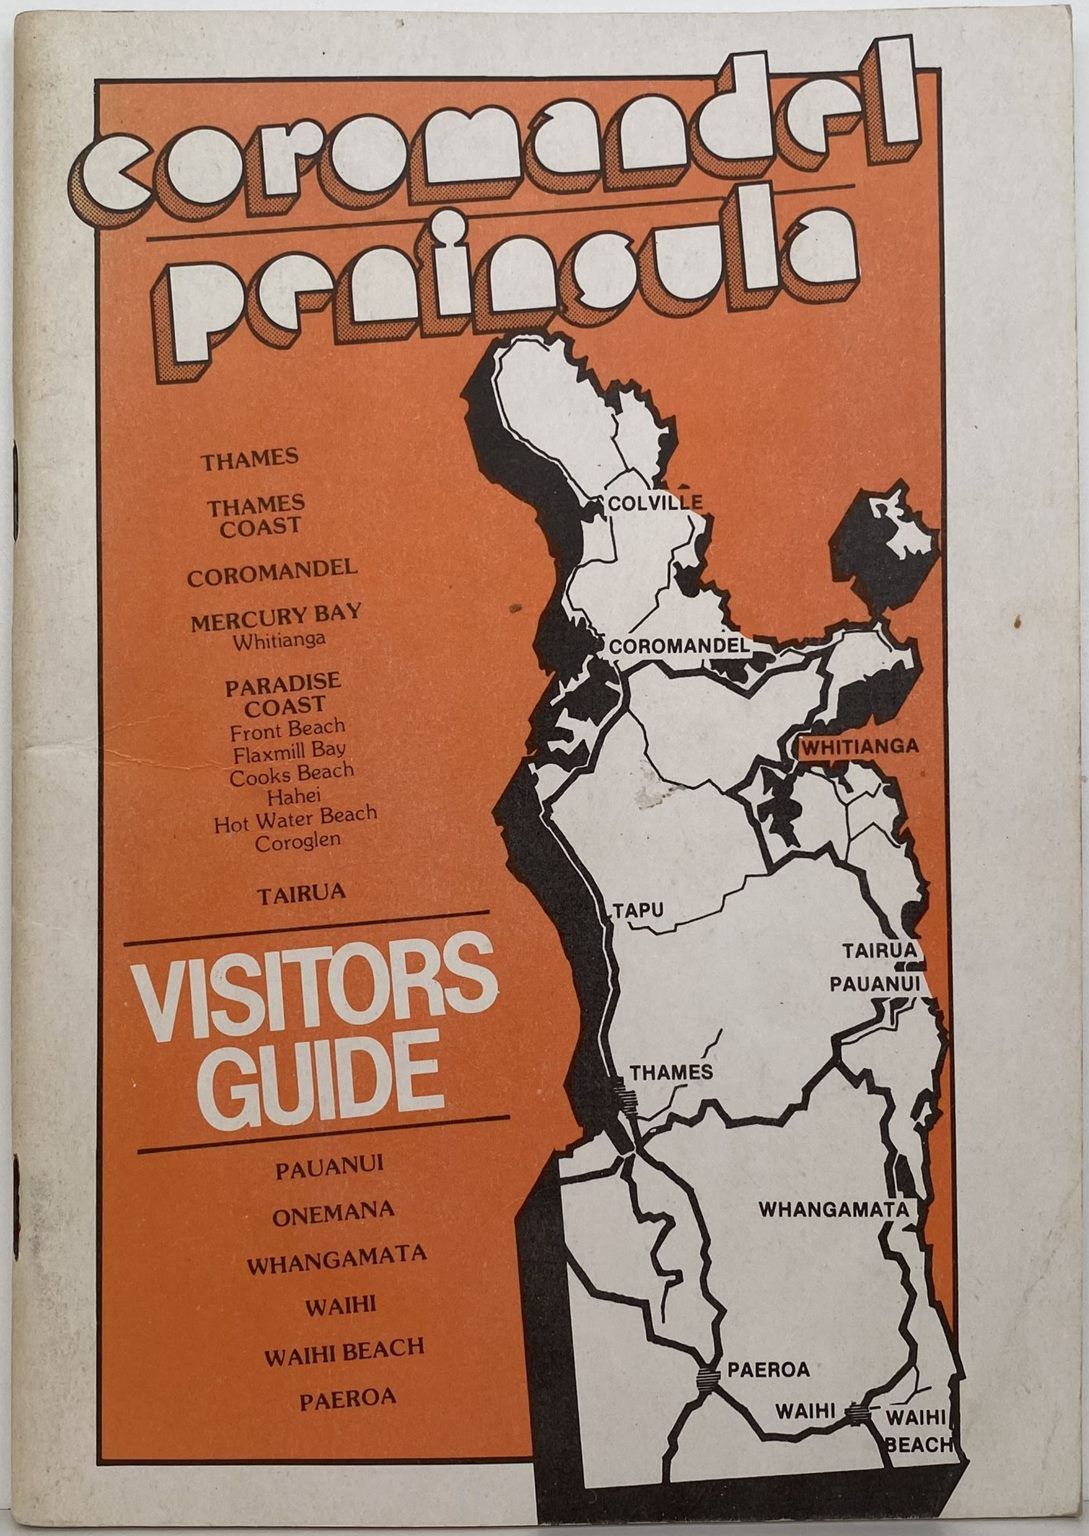 coromandel
peninsula
THAMES
THAMES
COAST
COROMANDEL
MERCURY BAY
Whitianga
PARADISE
COAST
Front Beach
Flaxmill Bay
Cooks Beach
Hahei
Hot Water Beach
Coroglen
TAIRUA
VISITORS
GUIDE
PAUANUI
ONEMANA
WHANGAMATA
WAIHI
WAIHI BEACH
PAEROA
COLVILLE
COROMANDEL
WHITIANGA
TAPU
TAIRUA
PAUANUI
THAMES
WHANGAMATA
PAEROA
WAIHI
WAIHI
BEACH